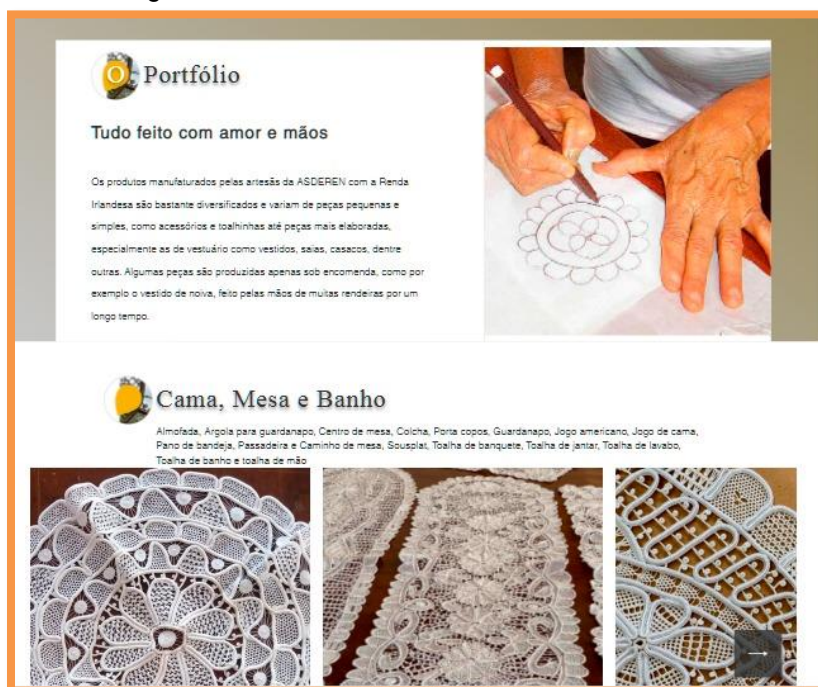 O Portfólio
Tudo feito com amor e mãos
Os produtos manufaturados pelas artesãs da ASDEREN com a Renda
Irlandesa são bastante diversificados e variam de peças pequenas e
simples, como acessórios e toalhinhas até peças mais elaboradas,
especialmente as de vestuário como vestidos, saias, casacos, dentre
outras. Algumas peças são produzidas apenas sob encomenda, como por
exemplo o vestido de noiva, feito pelas mãos de muitas rendeiras por um
longo tempo.
Cama, Mesa e Banho
Almofada, Argola para guardanapo, Centro de mesa, Colcha, Porta copos, Guardanapo, Jogo americano, Jogo de cama,
Pano de bandeja, Passadeira e Caminho de mesa, Sousplat, Toalha de banquete, Toalha de jantar, Toalha de lavabo,
Toalha de banho e toalha de mão